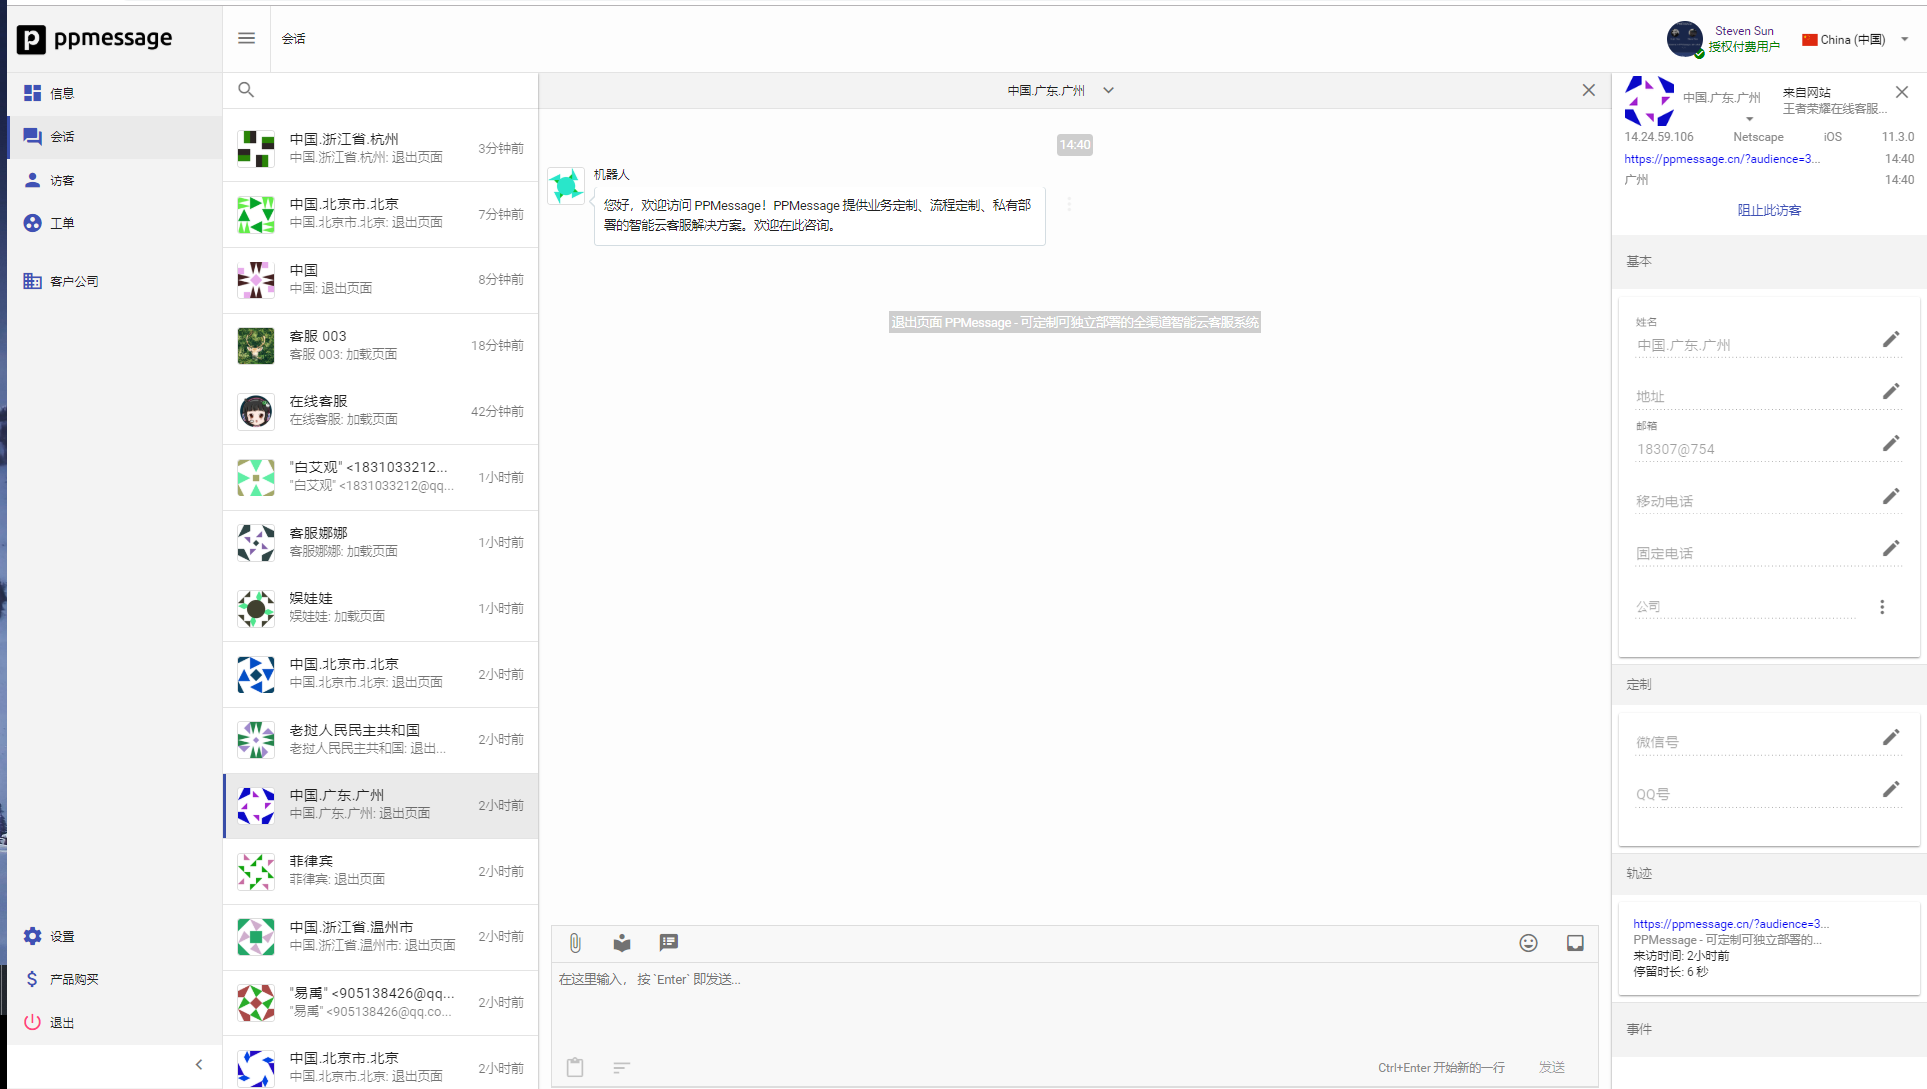 ppmessage
会话
Steven Sun
授权付费用户
China (中国)
信息
会话
访客
工单
客户公司
设置
产品购买
退出
中国.浙江省.杭州
中国.浙江省.杭州: 退出页面
3分钟前
中国.北京市.北京
中国.北京市.北京: 退出页面
7分钟前
中国
中国: 退出页面
8分钟前
客服 003
客服 003: 加载页面
18分钟前
在线客服
在线客服: 加载页面
42分钟前
"白艾观" <1831033212...
"白艾观" <1831033212@qq...
1小时前
客服娜娜
客服娜娜: 加载页面
1小时前
娱娃娃
娱娃娃: 加载页面
1小时前
中国.北京市.北京
中国.北京市.北京: 退出页面
2小时前
老挝人民民主共和国
老挝人民民主共和国: 退出...
2小时前
中国.广东.广州
中国.广东.广州: 退出页面
2小时前
菲律宾
菲律宾: 退出页面
2小时前
中国.浙江省.温州市
中国.浙江省.温州市: 退出页面
2小时前
"易禹" <905138426@qq...
"易禹" <905138426@qq.co...
2小时前
中国.北京市.北京
中国.北京市.北京: 退出页面
2小时前
中国.广东.广州
14:40
机器人
您好，欢迎访问 PPMessage！PPMessage 提供业务定制、流程定制、私有部
署的智能云客服解决方案。欢迎在此咨询。
退出页面 PPMessage - 可定制可独立部署的全渠道智能云客服系统
在这里输入， 按 `Enter` 即发送...
Ctrl+Enter 开始新的一行
发送
中国.广东.广州
来自网站
王者荣耀在线客服...
14.24.59.106
Netscape
iOS
11.3.0
https://ppmessage.cn/?audience=3...
14:40
广州
14:40
阻止此访客
基本
姓名
中国.广东.广州
地址
邮箱
18307@754
移动电话
固定电话
公司
定制
微信号
QQ号
轨迹
https://ppmessage.cn/?audience=3...
PPMessage - 可定制可独立部署的...
来访时间: 2小时前
停留时长: 6 秒
事件